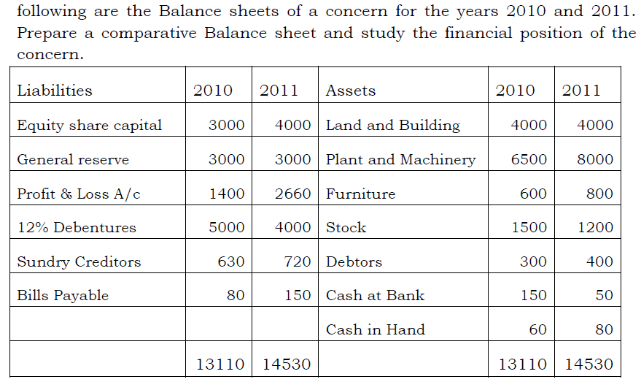 following are the Balance sheets of a concern for the years 2010 and 2011.
Prepare a comparative Balance sheet and study the financial position of the
concern.
Liabilities 2010 2011 Assets 2010 2011
Equity share capital 3000 4000 Land and Building 4000 4000
General reserve 3000 3000 Plant and Machinery 6500 8000
Profit & Loss A/c 1400 2660 Furniture 600 800
12% Debentures 5000 4000 Stock 1500 1200
Sundry Creditors 630 720 Debtors 300 400
Bills Payable 80 150 Cash at Bank 150 50
Cash in Hand 60 80
13110 14530 13110 14530